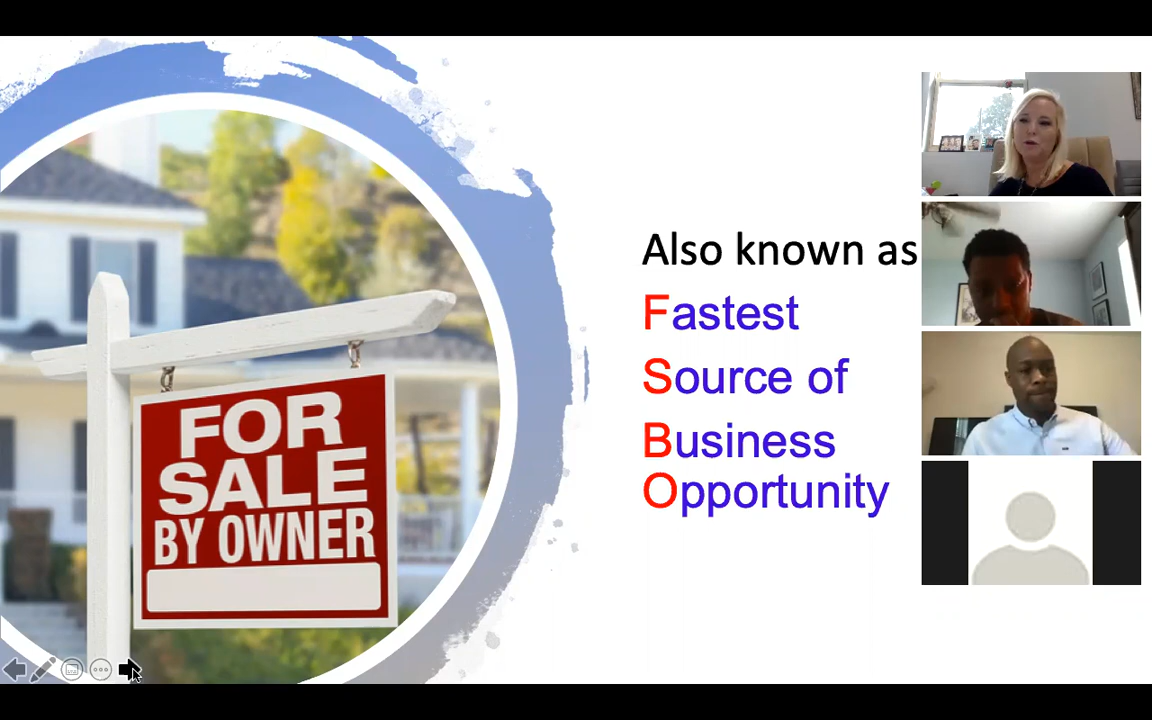 FOR
SALE
BY OWNER
Also known as
Fastest
Source of
Business
Opportunity